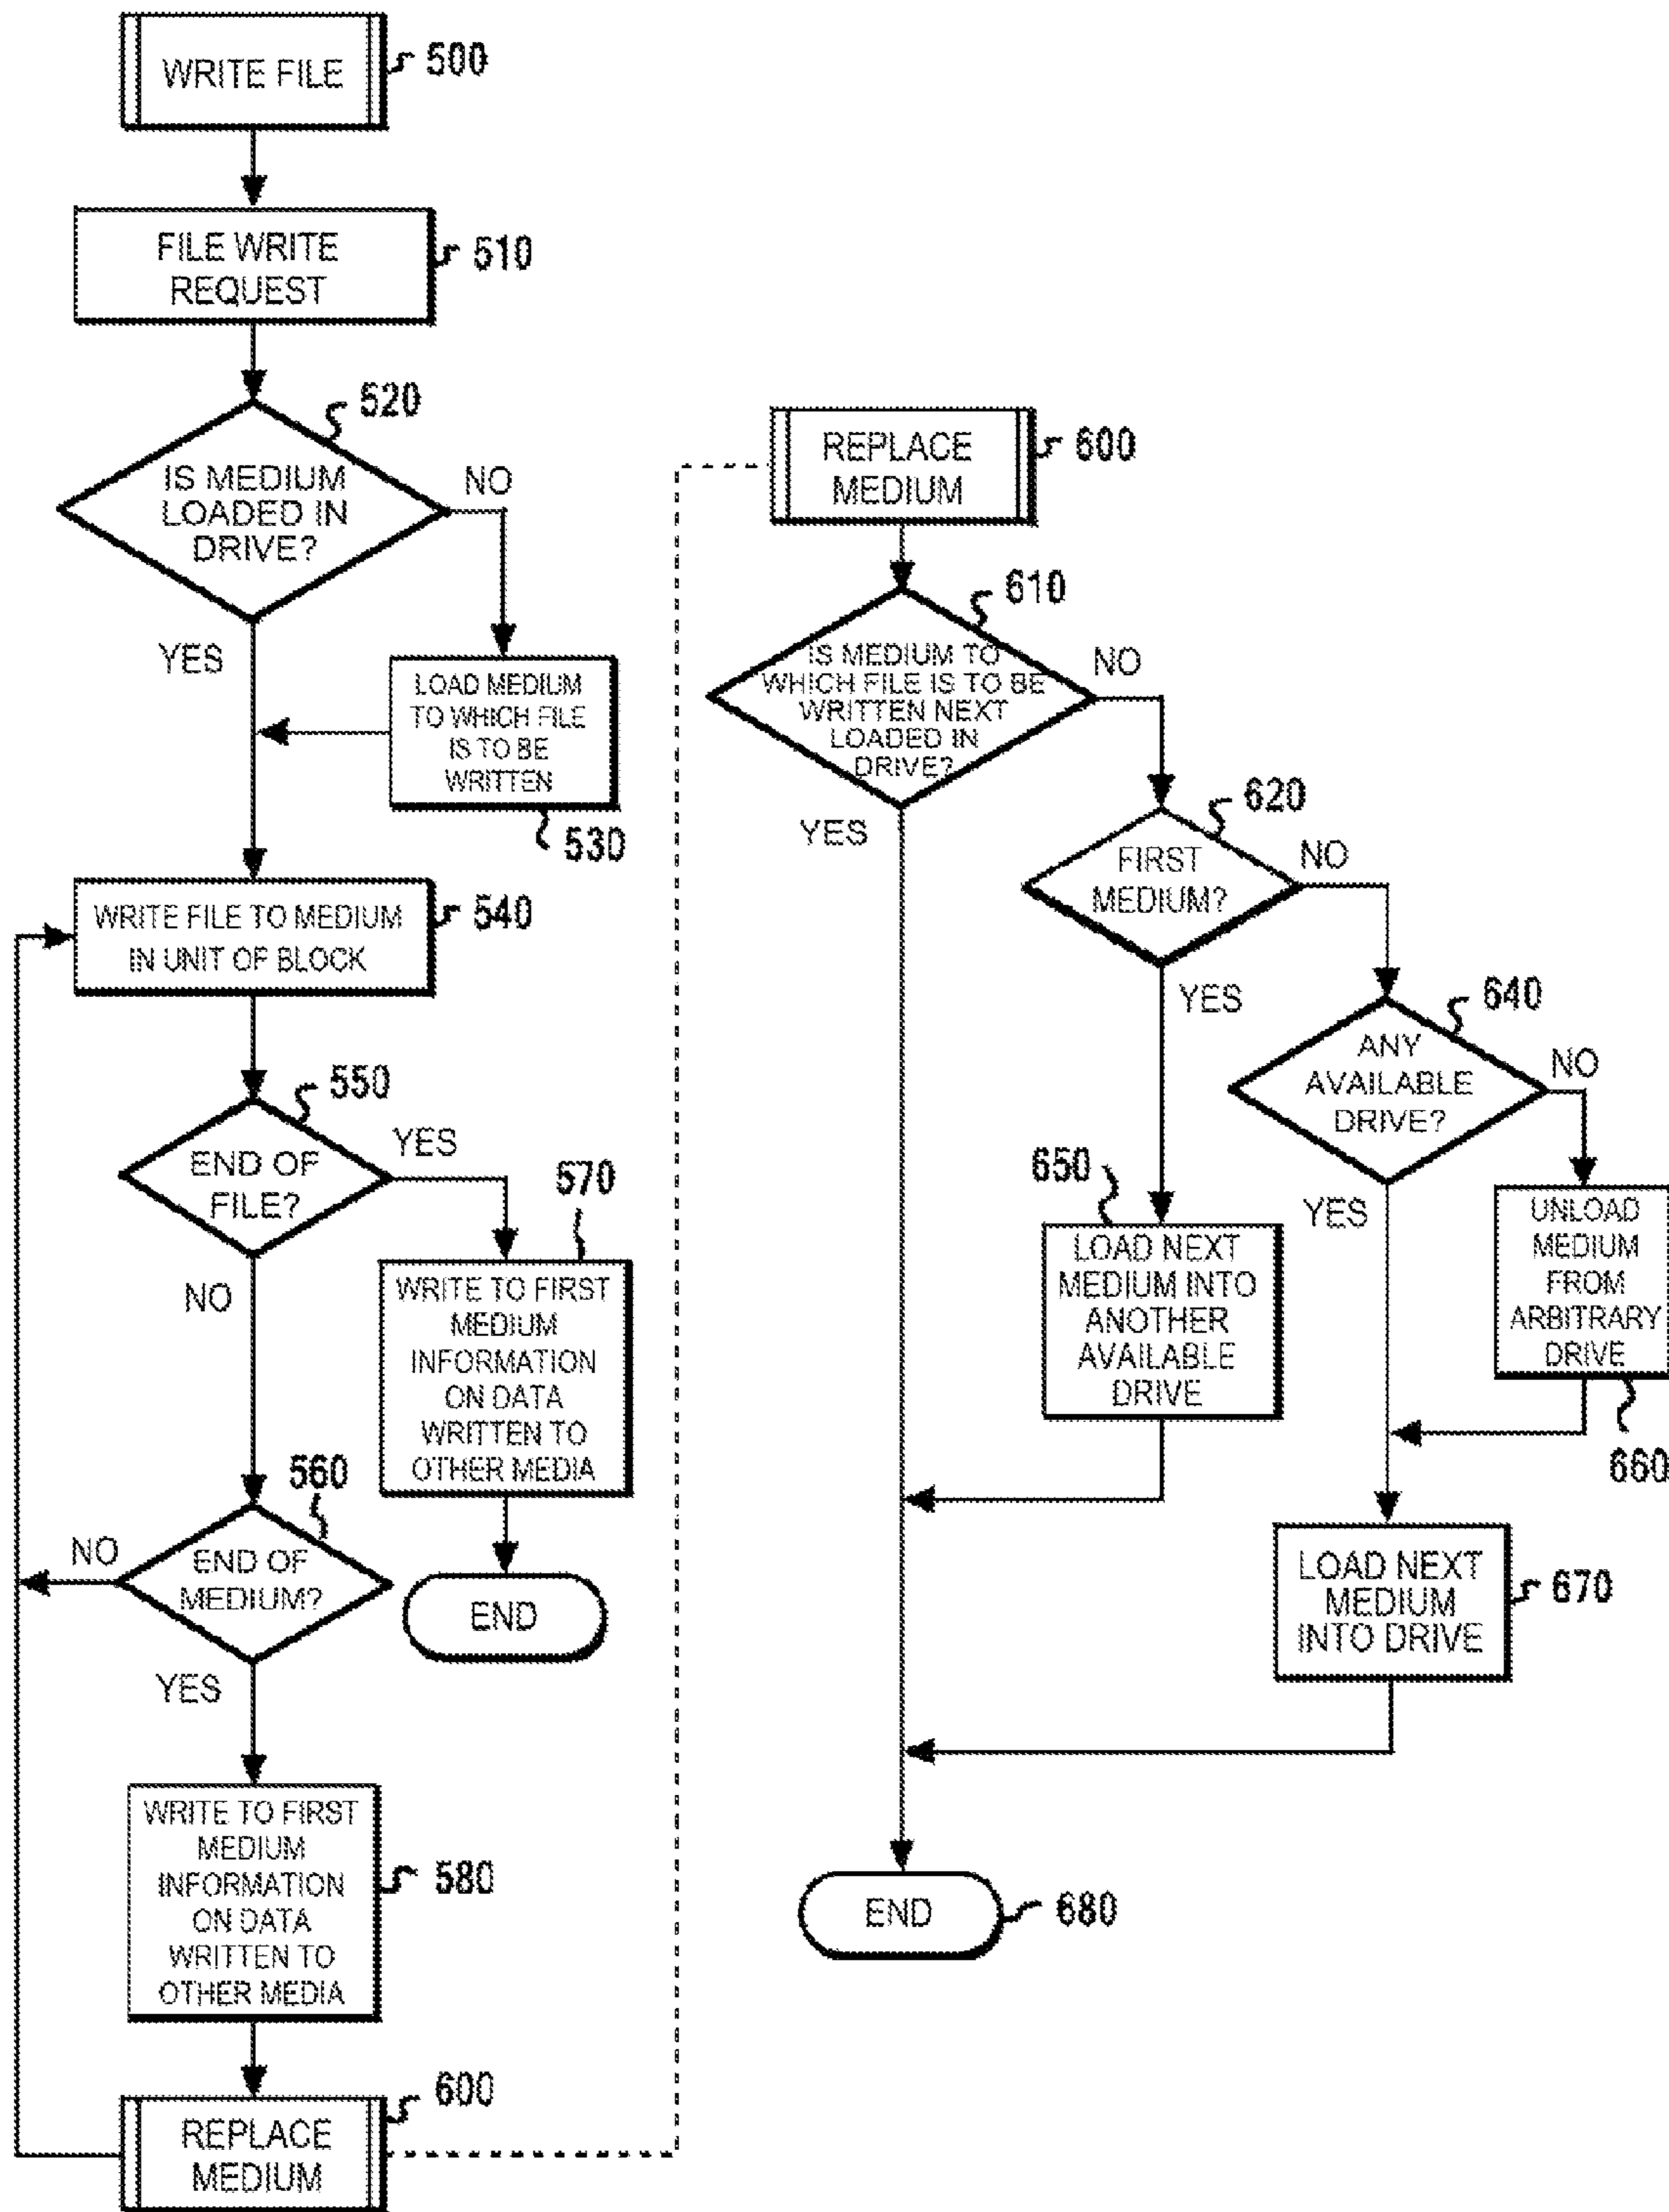 WRITE FILE
500
FILE WRITE
REQUEST
510
520
IS MEDIUM
LOADED IN
DRIVE?
NO
YES
LOAD MEDIUM
TO WHICH FILE
IS TO BE
WRITTEN
530
WRITE FILE TO MEDIUM
IN UNIT OF BLOCK
540
550
END OF
FILE?
YES
NO
570
WRITE TO FIRST
MEDIUM
INFORMATION
ON DATA
WRITTEN TO
OTHER MEDIA
END
560
END OF
MEDIUM?
NO
YES
WRITE TO FIRST
MEDIUM
INFORMATION
ON DATA
WRITTEN TO
OTHER MEDIA
580
REPLACE
MEDIUM
600
REPLACE
MEDIUM
600
610
IS MEDIUM TO
WHICH FILE IS TO BE
WRITTEN NEXT
LOADED IN
DRIVE?
NO
YES
620
FIRST
MEDIUM?
NO
YES
640
ANY
AVAILABLE
DRIVE?
NO
YES
650
LOAD NEXT
MEDIUM INTO
ANOTHER
AVAILABLE
DRIVE
UNLOAD
MEDIUM
FROM
ARBITRARY
DRIVE
660
LOAD NEXT
MEDIUM
INTO DRIVE
670
END
680